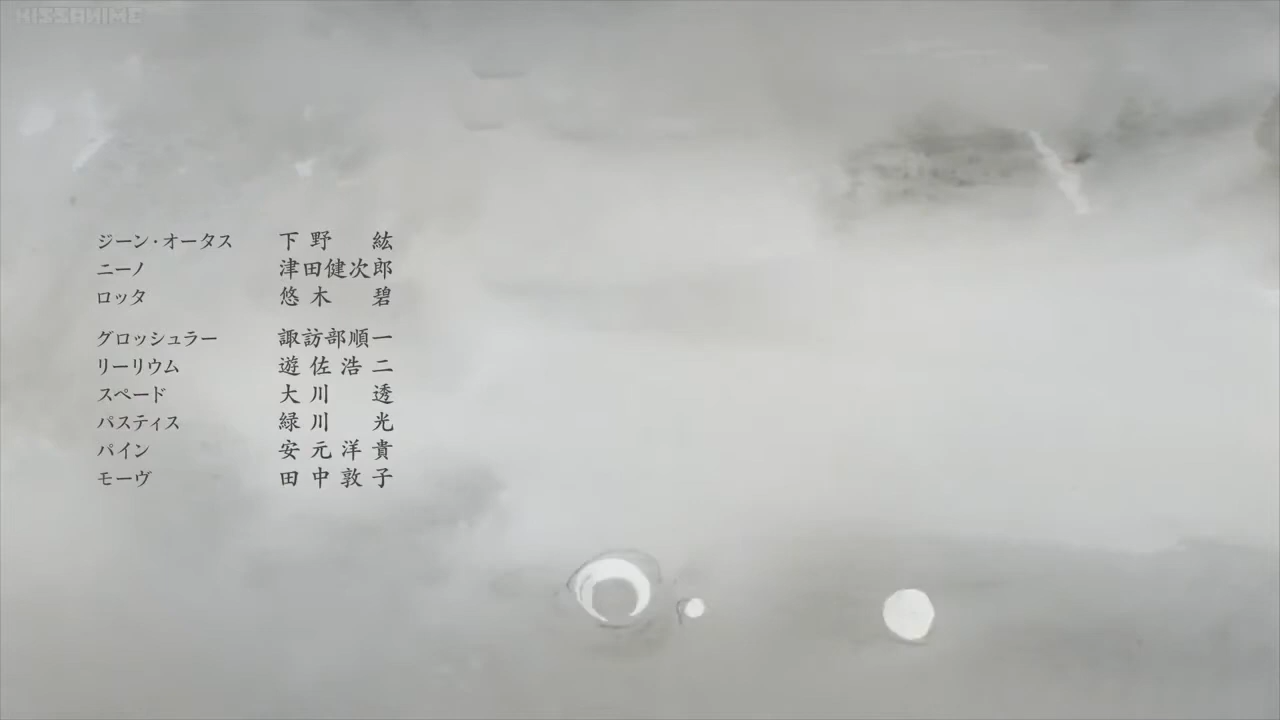 KISSANIME
ジーン・オータス 下野 紘
ニーノ 津田健次郎
ロッタ 悠木 碧
グロッシュラー 諏訪部順一
リーリウム 遊佐浩二
スペード 大川 透
パスティス 緑川 光
パイン 安元洋貴
モーヴ 田中敦子